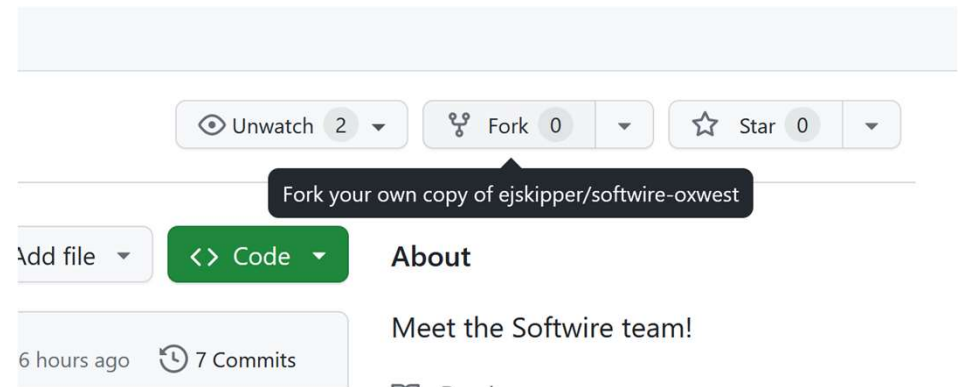 Unwatch 2 Fork 0 Star 0
Fork your own copy of ejskipper/softwire-oxwest
Add file Code About
Meet the Softwire team!
6 hours ago 7 Commits